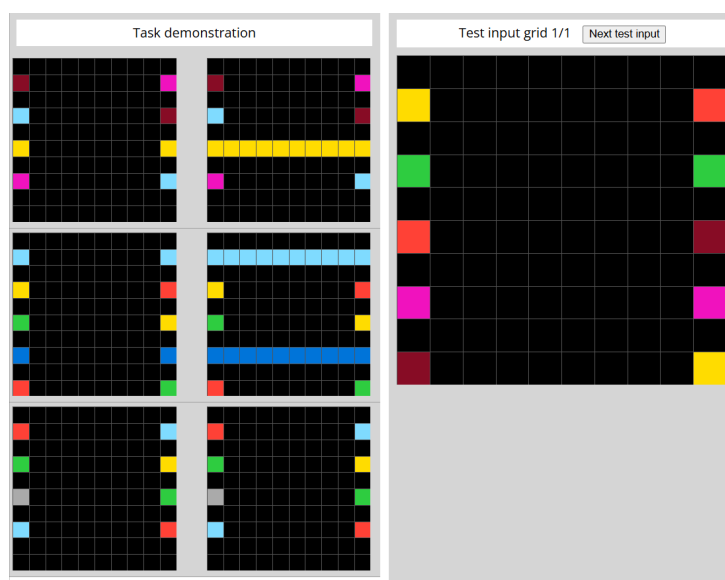 Task demonstration
Test input grid 1/1
Next test input